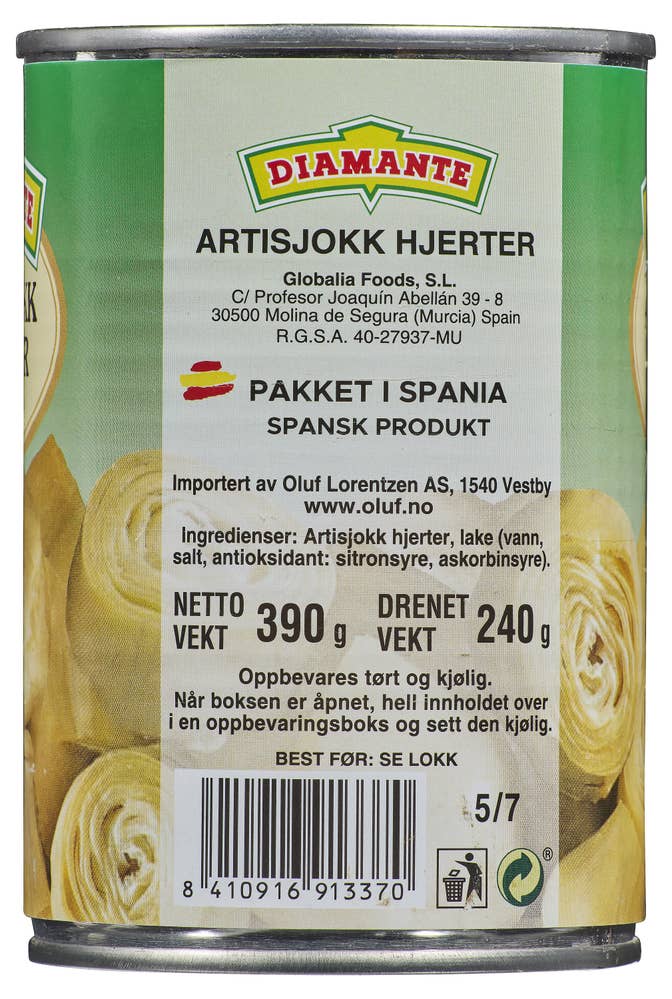 DIAMANTE
ARTISJOKK HJERTER
Globalia Foods, S.L.
C/ Profesor Joaquín Abellán 39 - 8
30500 Molina de Segura (Murcia) Spain
R.G.S.A. 40-27937-MU
PAKKET I SPANIA
SPANSK PRODUKT
Importert av Oluf Lorentzen AS, 1540 Vestby
www.oluf.no
Ingredienser: Artisjokk hjerter, lake (vann,
salt, antioksidant: sitronsyre, askorbinsyre).
NETTO VEKT 390 g DRENET VEKT 240 g
Oppbevares tørt og kjølig.
Når boksen er åpnet, hell innholdet over
i en oppbevaringsboks og sett den kjølig.
BEST FØR: SE LOKK
5/7
8 410916 913370
®